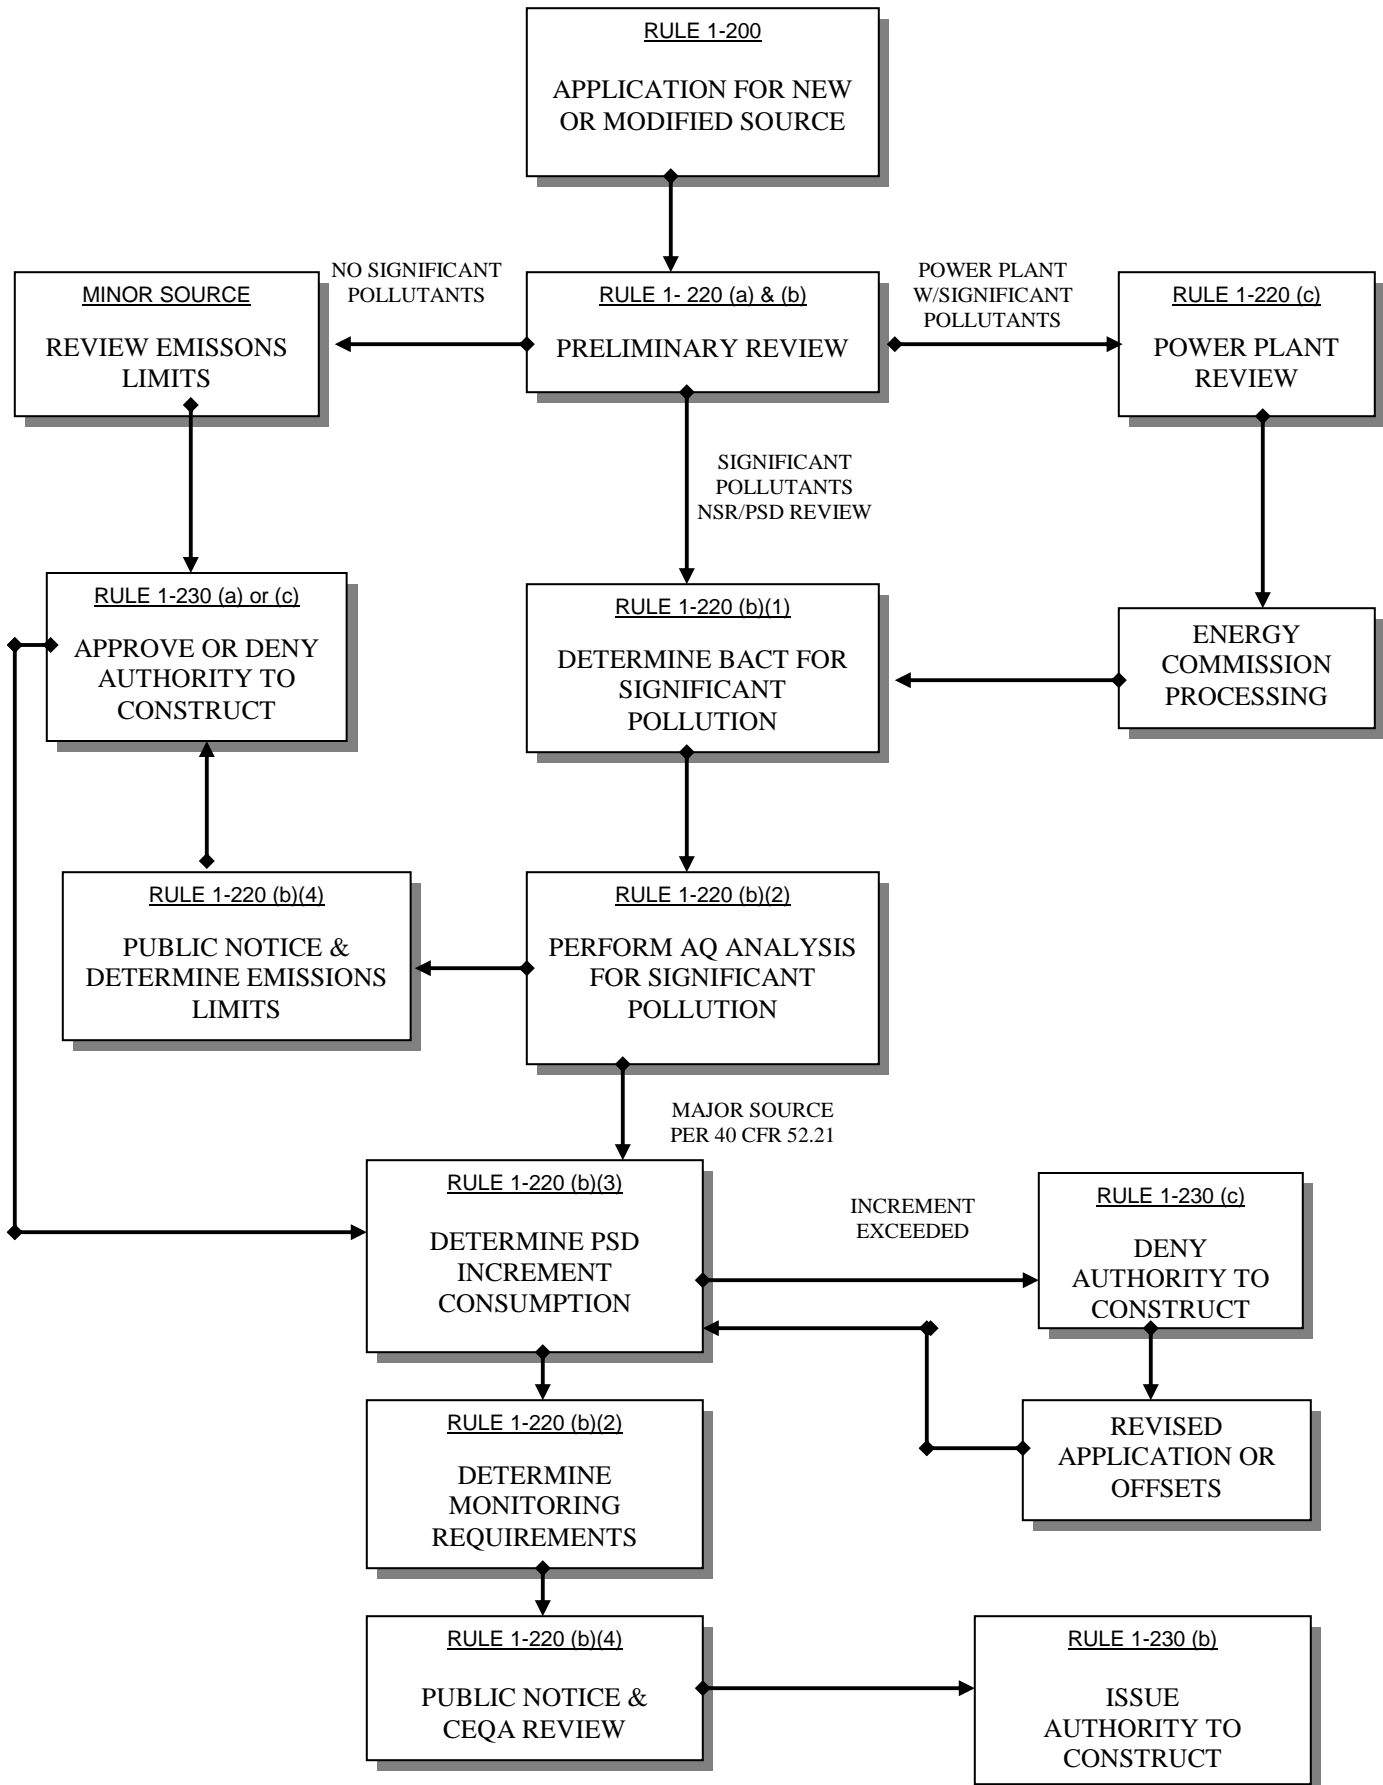 RULE 1-200
APPLICATION FOR NEW
OR MODIFIED SOURCE
NO SIGNIFICANT
POLLUTANTS
POWER PLANT
W/SIGNIFICANT
POLLUTANTS
MINOR SOURCE
REVIEW EMISSONS
LIMITS
RULE 1- 220 (a) & (b)
PRELIMINARY REVIEW
RULE 1-220 (c)
POWER PLANT
REVIEW
SIGNIFICANT
POLLUTANTS
NSR/PSD REVIEW
RULE 1-230 (a) or (c)
APPROVE OR DENY
AUTHORITY TO
CONSTRUCT
RULE 1-220 (b)(1)
DETERMINE BACT FOR
SIGNIFICANT
POLLUTION
ENERGY
COMMISSION
PROCESSING
RULE 1-220 (b)(4)
PUBLIC NOTICE &
DETERMINE EMISSIONS
LIMITS
RULE 1-220 (b)(2)
PERFORM AQ ANALYSIS
FOR SIGNIFICANT
POLLUTION
MAJOR SOURCE
PER 40 CFR 52.21
RULE 1-220 (b)(3)
DETERMINE PSD
INCREMENT
CONSUMPTION
INCREMENT
EXCEEDED
RULE 1-230 (c)
DENY
AUTHORITY TO
CONSTRUCT
RULE 1-220 (b)(2)
DETERMINE
MONITORING
REQUIREMENTS
REVISED
APPLICATION OR
OFFSETS
RULE 1-220 (b)(4)
PUBLIC NOTICE &
CEQA REVIEW
RULE 1-230 (b)
ISSUE
AUTHORITY TO
CONSTRUCT